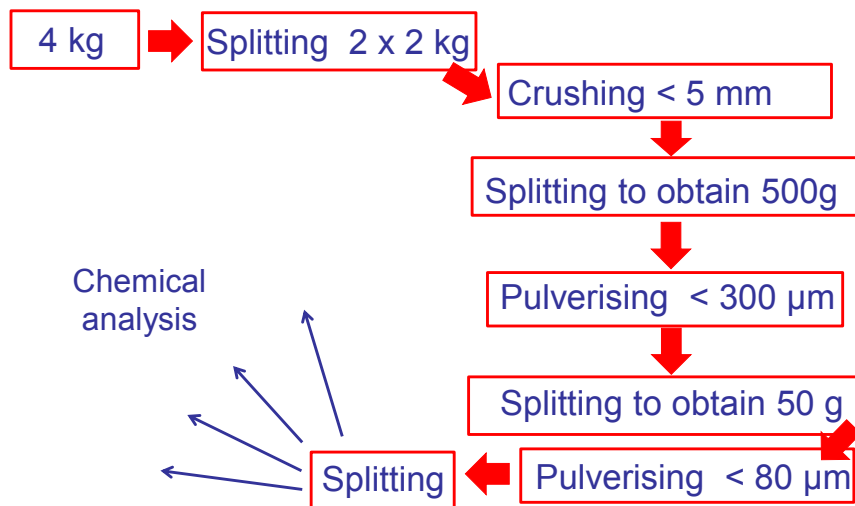 4 kg
Splitting 2 x 2 kg
Crushing < 5 mm
Splitting to obtain 500g
Pulverising < 300 µm
Splitting to obtain 50 g
Pulverising < 80 µm
Splitting
Chemical
analysis